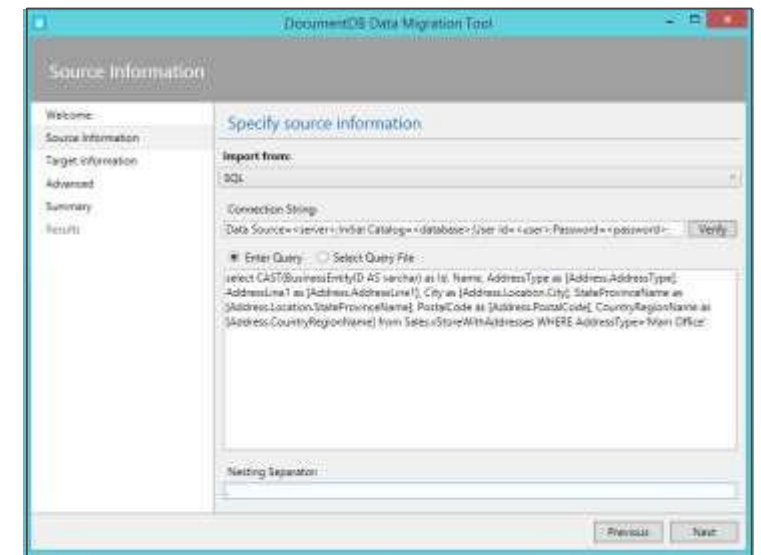 DocumentDB Data Migration Tool
Source Information
Welcome
Source Information
Target Information
Advanced
Summary
Results
Specify source information
Import from:
SQL
Connection String:
Data Source=<server>;Initial Catalog=<database>;User Id=<user>;Password=<password>;
Verify
Enter Query
Select Query File
select CAST(BusinessEntityID AS varchar) as Id, Name, AddressType as [Address.AddressType],
AddressLine1 as [Address.AddressLine1], City as [Address.Location.City], StateProvinceName as
[Address.Location.StateProvinceName], PostalCode as [Address.PostalCode], CountryRegionName as
[Address.CountryRegionName] from Sales.vStoreWithAddresses WHERE AddressType='Main Office'
Nesting Separator:
Previous
Next